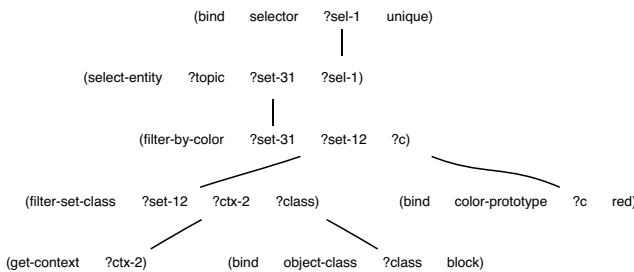 (bind selector ?sel-1 unique)
(select-entity ?topic ?set-31 ?sel-1)
(filter-by-color ?set-31 ?set-12 ?c)
(filter-set-class ?set-12 ?ctx-2 ?class) (bind color-prototype ?c red)
(get-context ?ctx-2) (bind object-class ?class block)